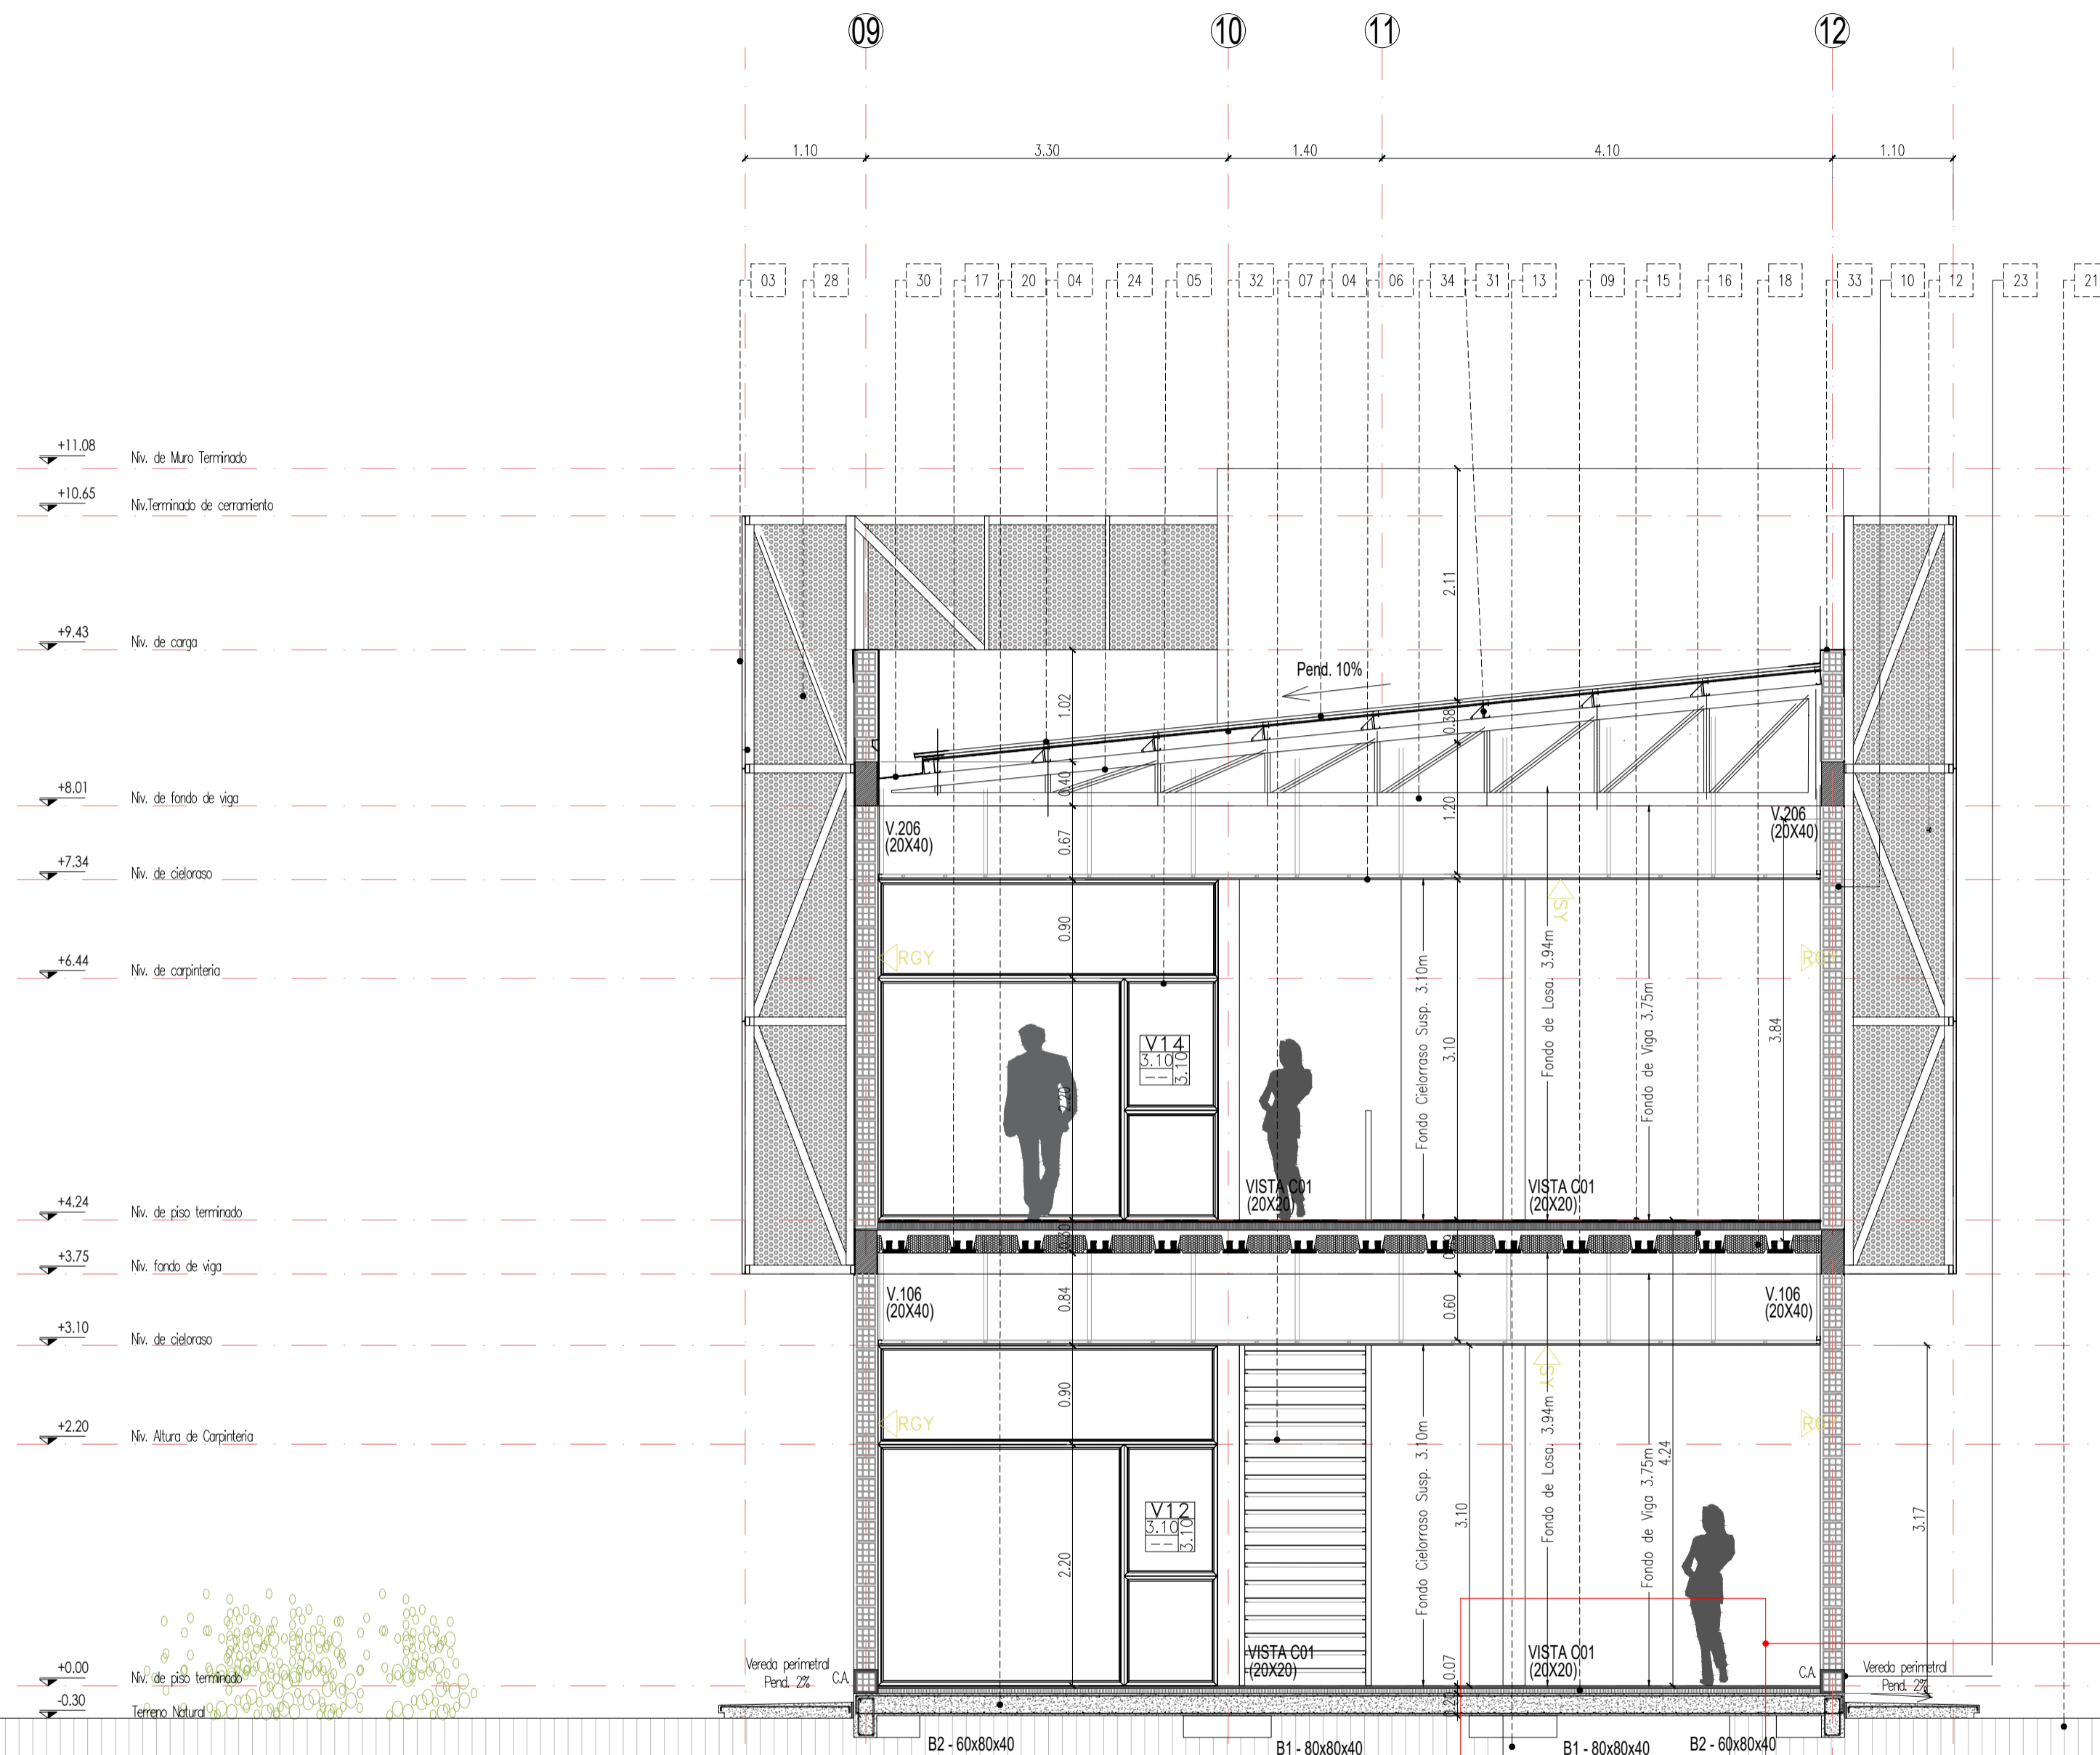 09
10
11
12
1.10
3.30
1.40
4.10
1.10
03
28
30
17
20
04
24
05
32
07
04
06
34
31
13
09
15
16
18
33
10
12
23
21
+11.08 Niv. de Muro Terminado
+10.65 Niv.Terminado de cerramiento
+9.43 Niv. de carga
+8.01 Niv. de fondo de viga
+7.34 Niv. de cieloraso
+6.44 Niv. de carpinteria
+4.24 Niv. de piso terminado
+3.75 Niv. fondo de viga
+3.10 Niv. de cieloraso
+2.20 Niv. Altura de Carpinteria
+0.00 Niv. de piso terminado
-0.30 Terreno Natural
2.11
Pend. 10%
1.02
0.38
0.40
1.20
V.206
(20X40)
0.67
V.206
(20X40)
0.90
RGY
SY
Fondo Cielorraso Susp. 3.10m
3.10
Fondo de Losa. 3.94m
Fondo de Viga 3.75m
3.84
V14
3.10
3.10
--
2.20
VISTA C01
(20X20)
VISTA C01
(20X20)
0.30
V.106
(20X40)
0.84
0.60
V.106
(20X40)
0.90
RGY
SY
Fondo Cielorraso Susp. 3.10m
3.10
Fondo de Losa. 3.94m
Fondo de Viga 3.75m
4.24
3.17
V12
3.10
3.10
--
2.20
VISTA C01
(20X20)
VISTA C01
(20X20)
0.07
Vereda perimetral
Pend. 2%
C.A.
C.A.
Vereda perimetral
Pend. 2%
B2 - 60x80x40
B1 - 80x80x40
B1 - 80x80x40
B2 - 60x80x40